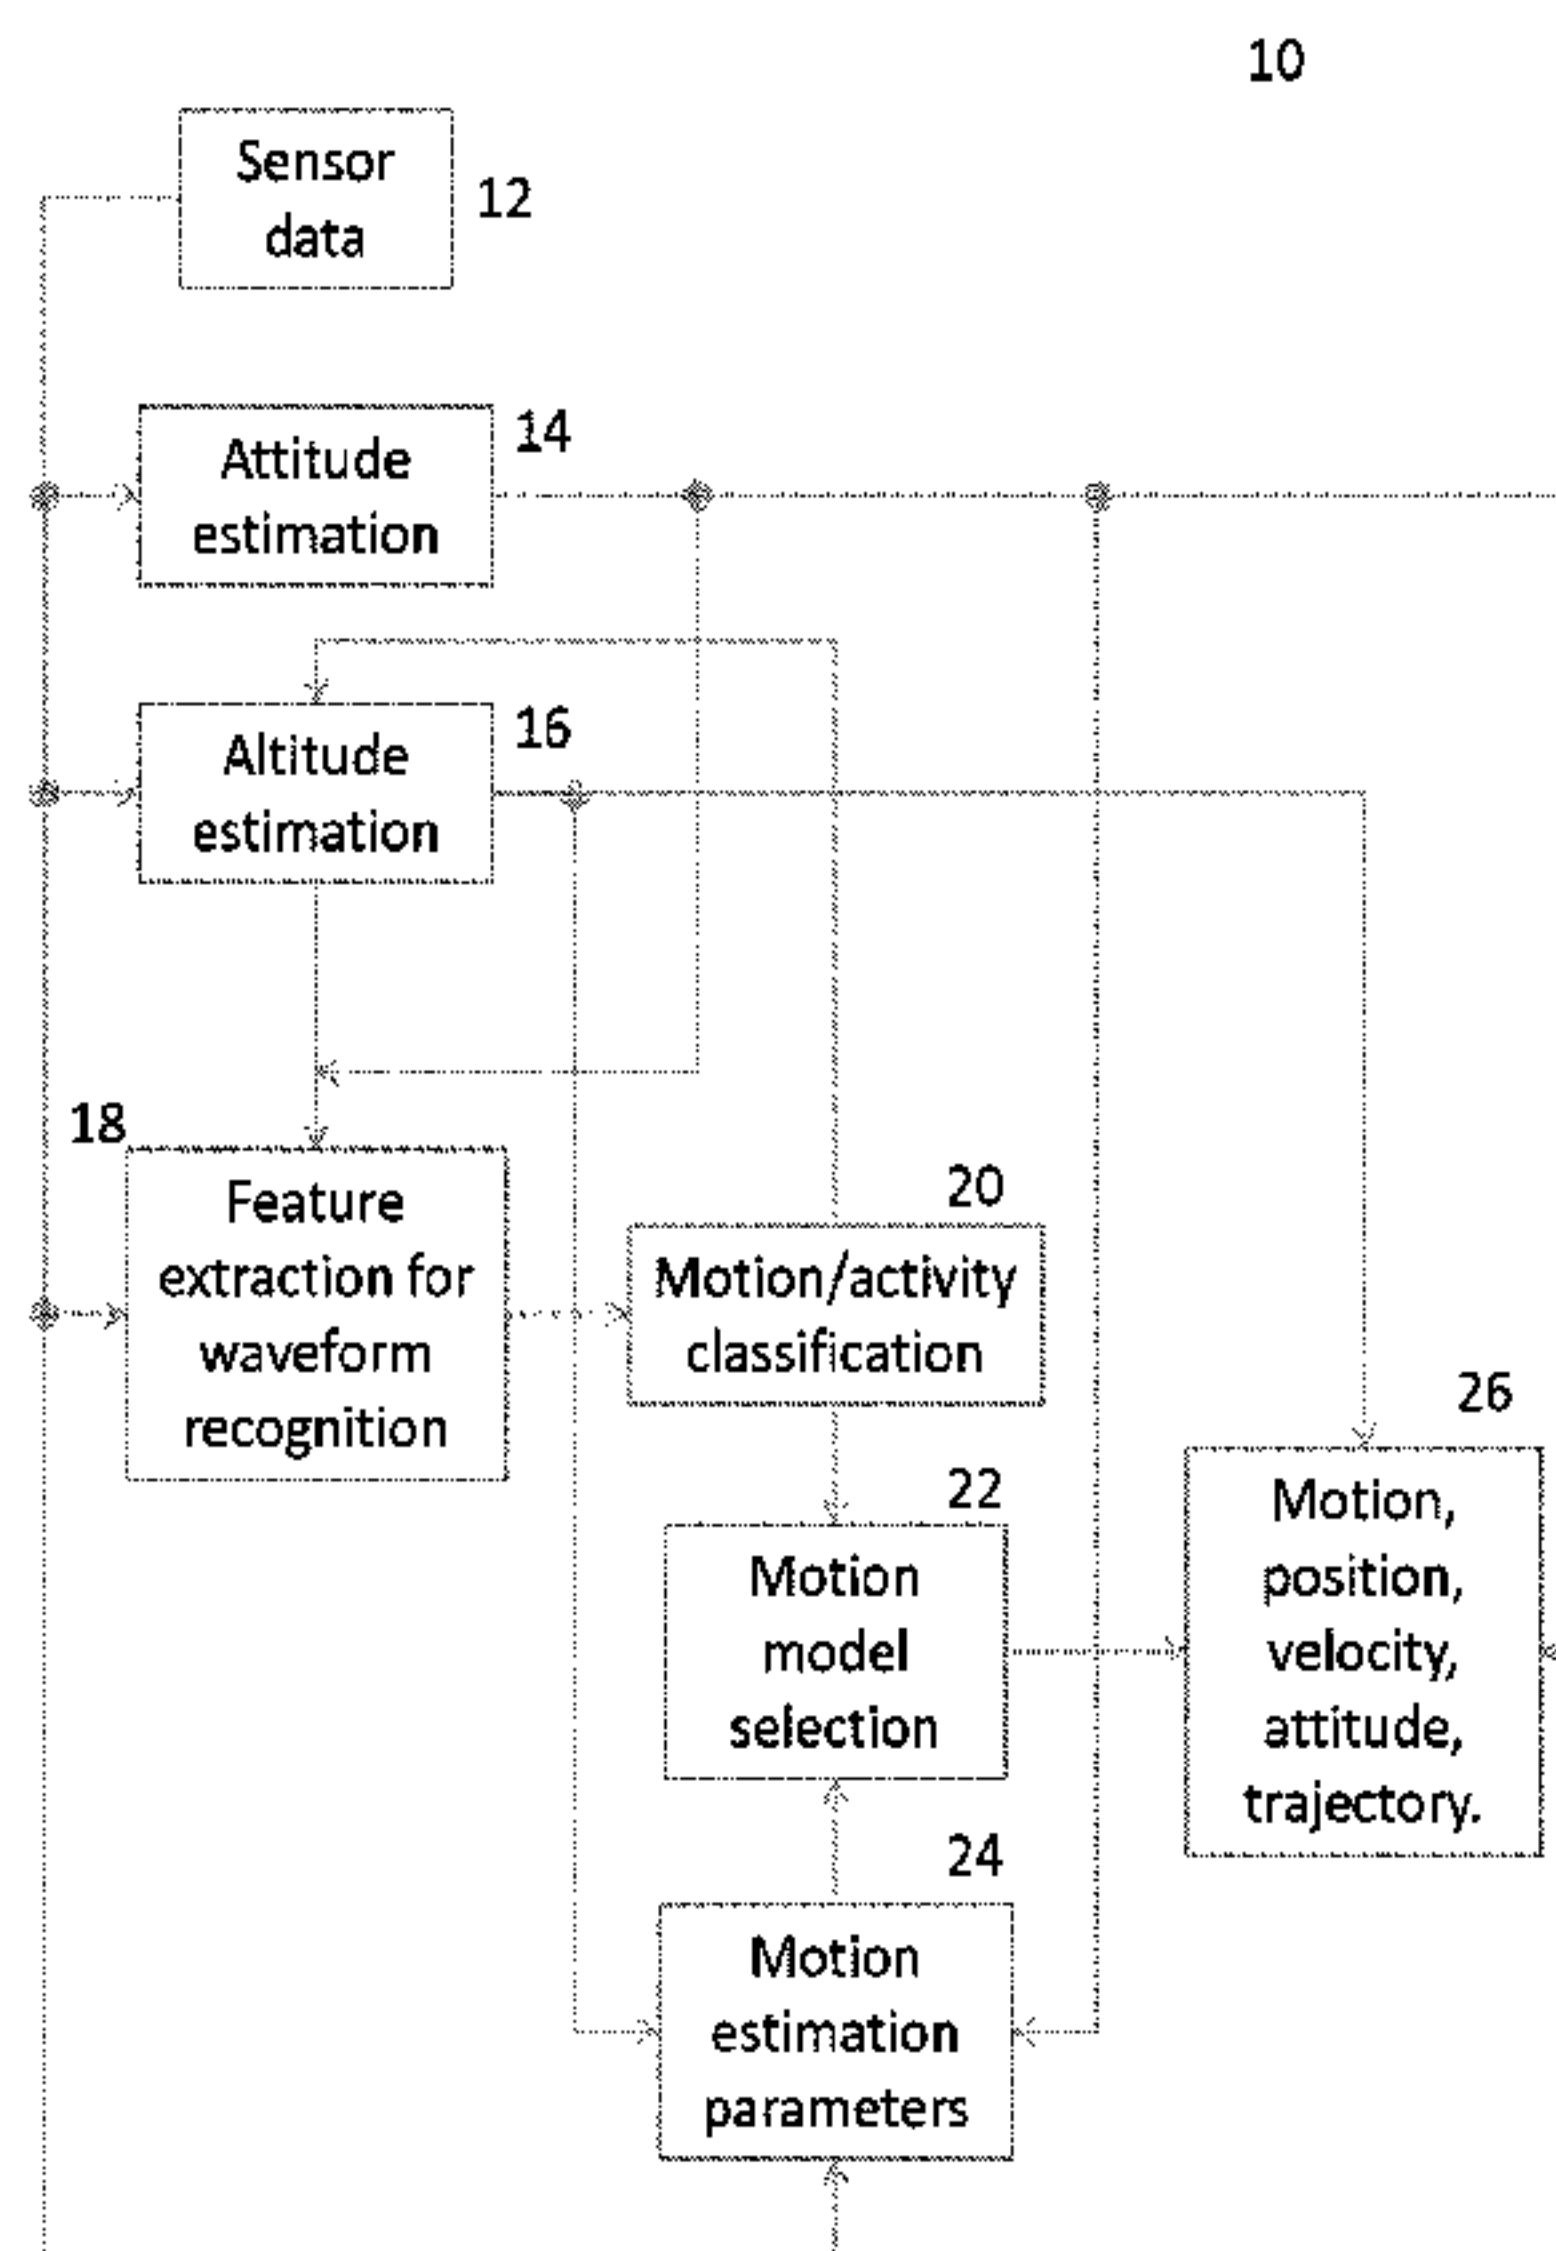 10
Sensor
data
12
Attitude
estimation
14
Altitude
estimation
16
18
Feature
extraction for
waveform
recognition
20
Motion/activity
classification
22
Motion
model
selection
24
Motion
estimation
parameters
26
Motion,
position,
velocity,
attitude,
trajectory.